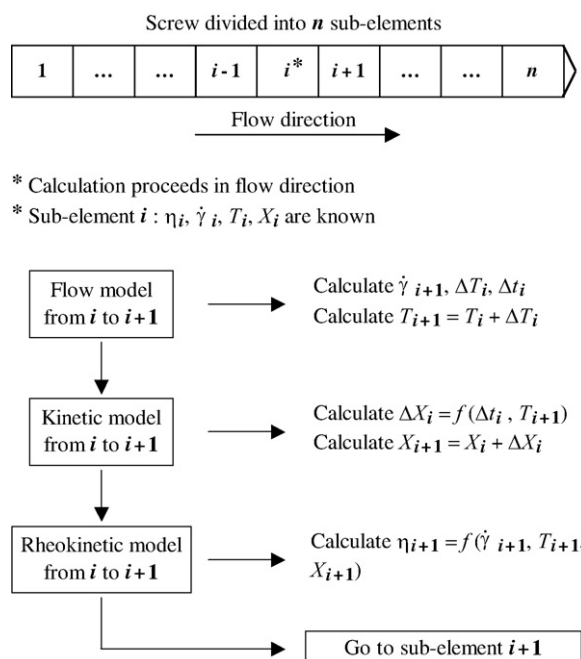 Screw divided into n sub-elements
1 ... ... i-1 i* i+1 ... ... n
Flow direction
* Calculation proceeds in flow direction
* Sub-element i : ηi, γ̇ i, Ti, Xi are known
Flow model
from i to i+1
Calculate γ̇ i+1, ΔTi, Δti
Calculate Ti+1 = Ti + ΔTi
Kinetic model
from i to i+1
Calculate ΔXi = f(Δti , Ti+1)
Calculate Xi+1 = Xi + ΔXi
Rheokinetic model
from i to i+1
Calculate ηi+1 = f(γ̇ i+1, Ti+1,
Xi+1)
Go to sub-element i+1